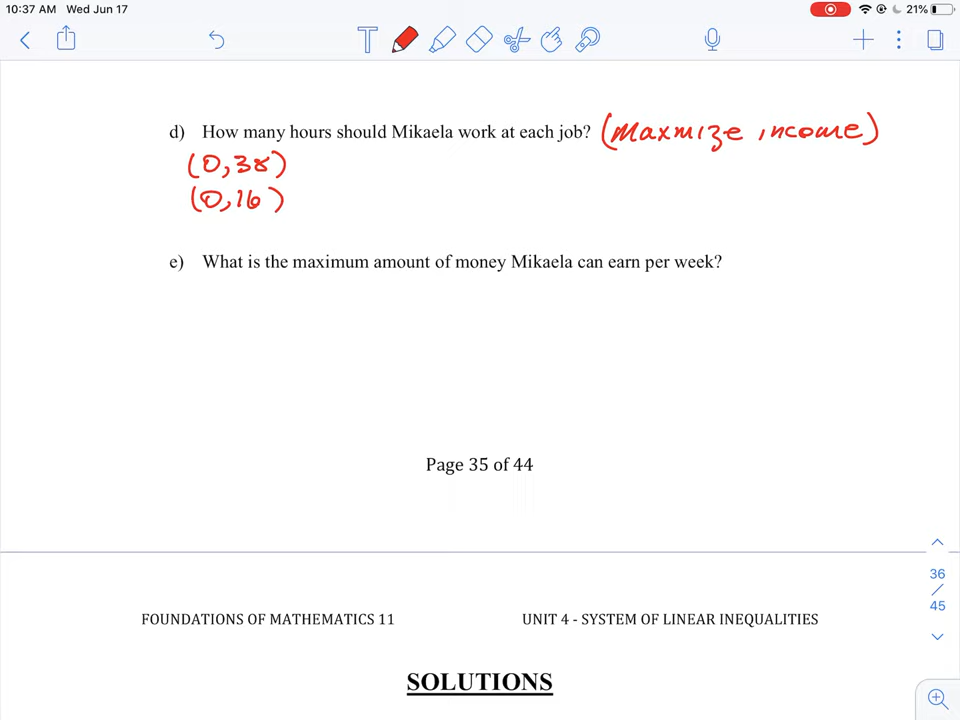 10:37 AM Wed Jun 17
21%
T
d) How many hours should Mikaela work at each job? (Maxmize income)
(0,38)
(0,16)
e) What is the maximum amount of money Mikaela can earn per week?
Page 35 of 44
36
/
45
FOUNDATIONS OF MATHEMATICS 11 UNIT 4 - SYSTEM OF LINEAR INEQUALITIES
SOLUTIONS